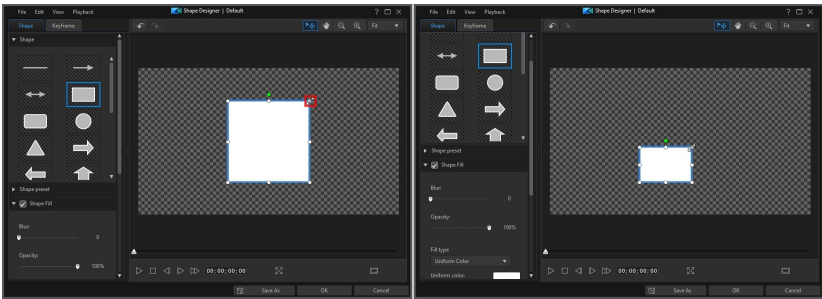 File Edit View Playback Shape Designer | Default ?
Shape Keyframe Fit
Shape
Shape preset
Shape Fill
Blur:
0
Opacity:
100%
00; 00; 00; 00
Save As OK Cancel
File Edit View Playback Shape Designer | Default ?
Shape Keyframe Fit
Shape preset
Shape Fill
Blur:
0
Opacity:
100%
Fill type
Uniform Color
Uniform color:
00; 00; 00; 00
Save As OK Cancel